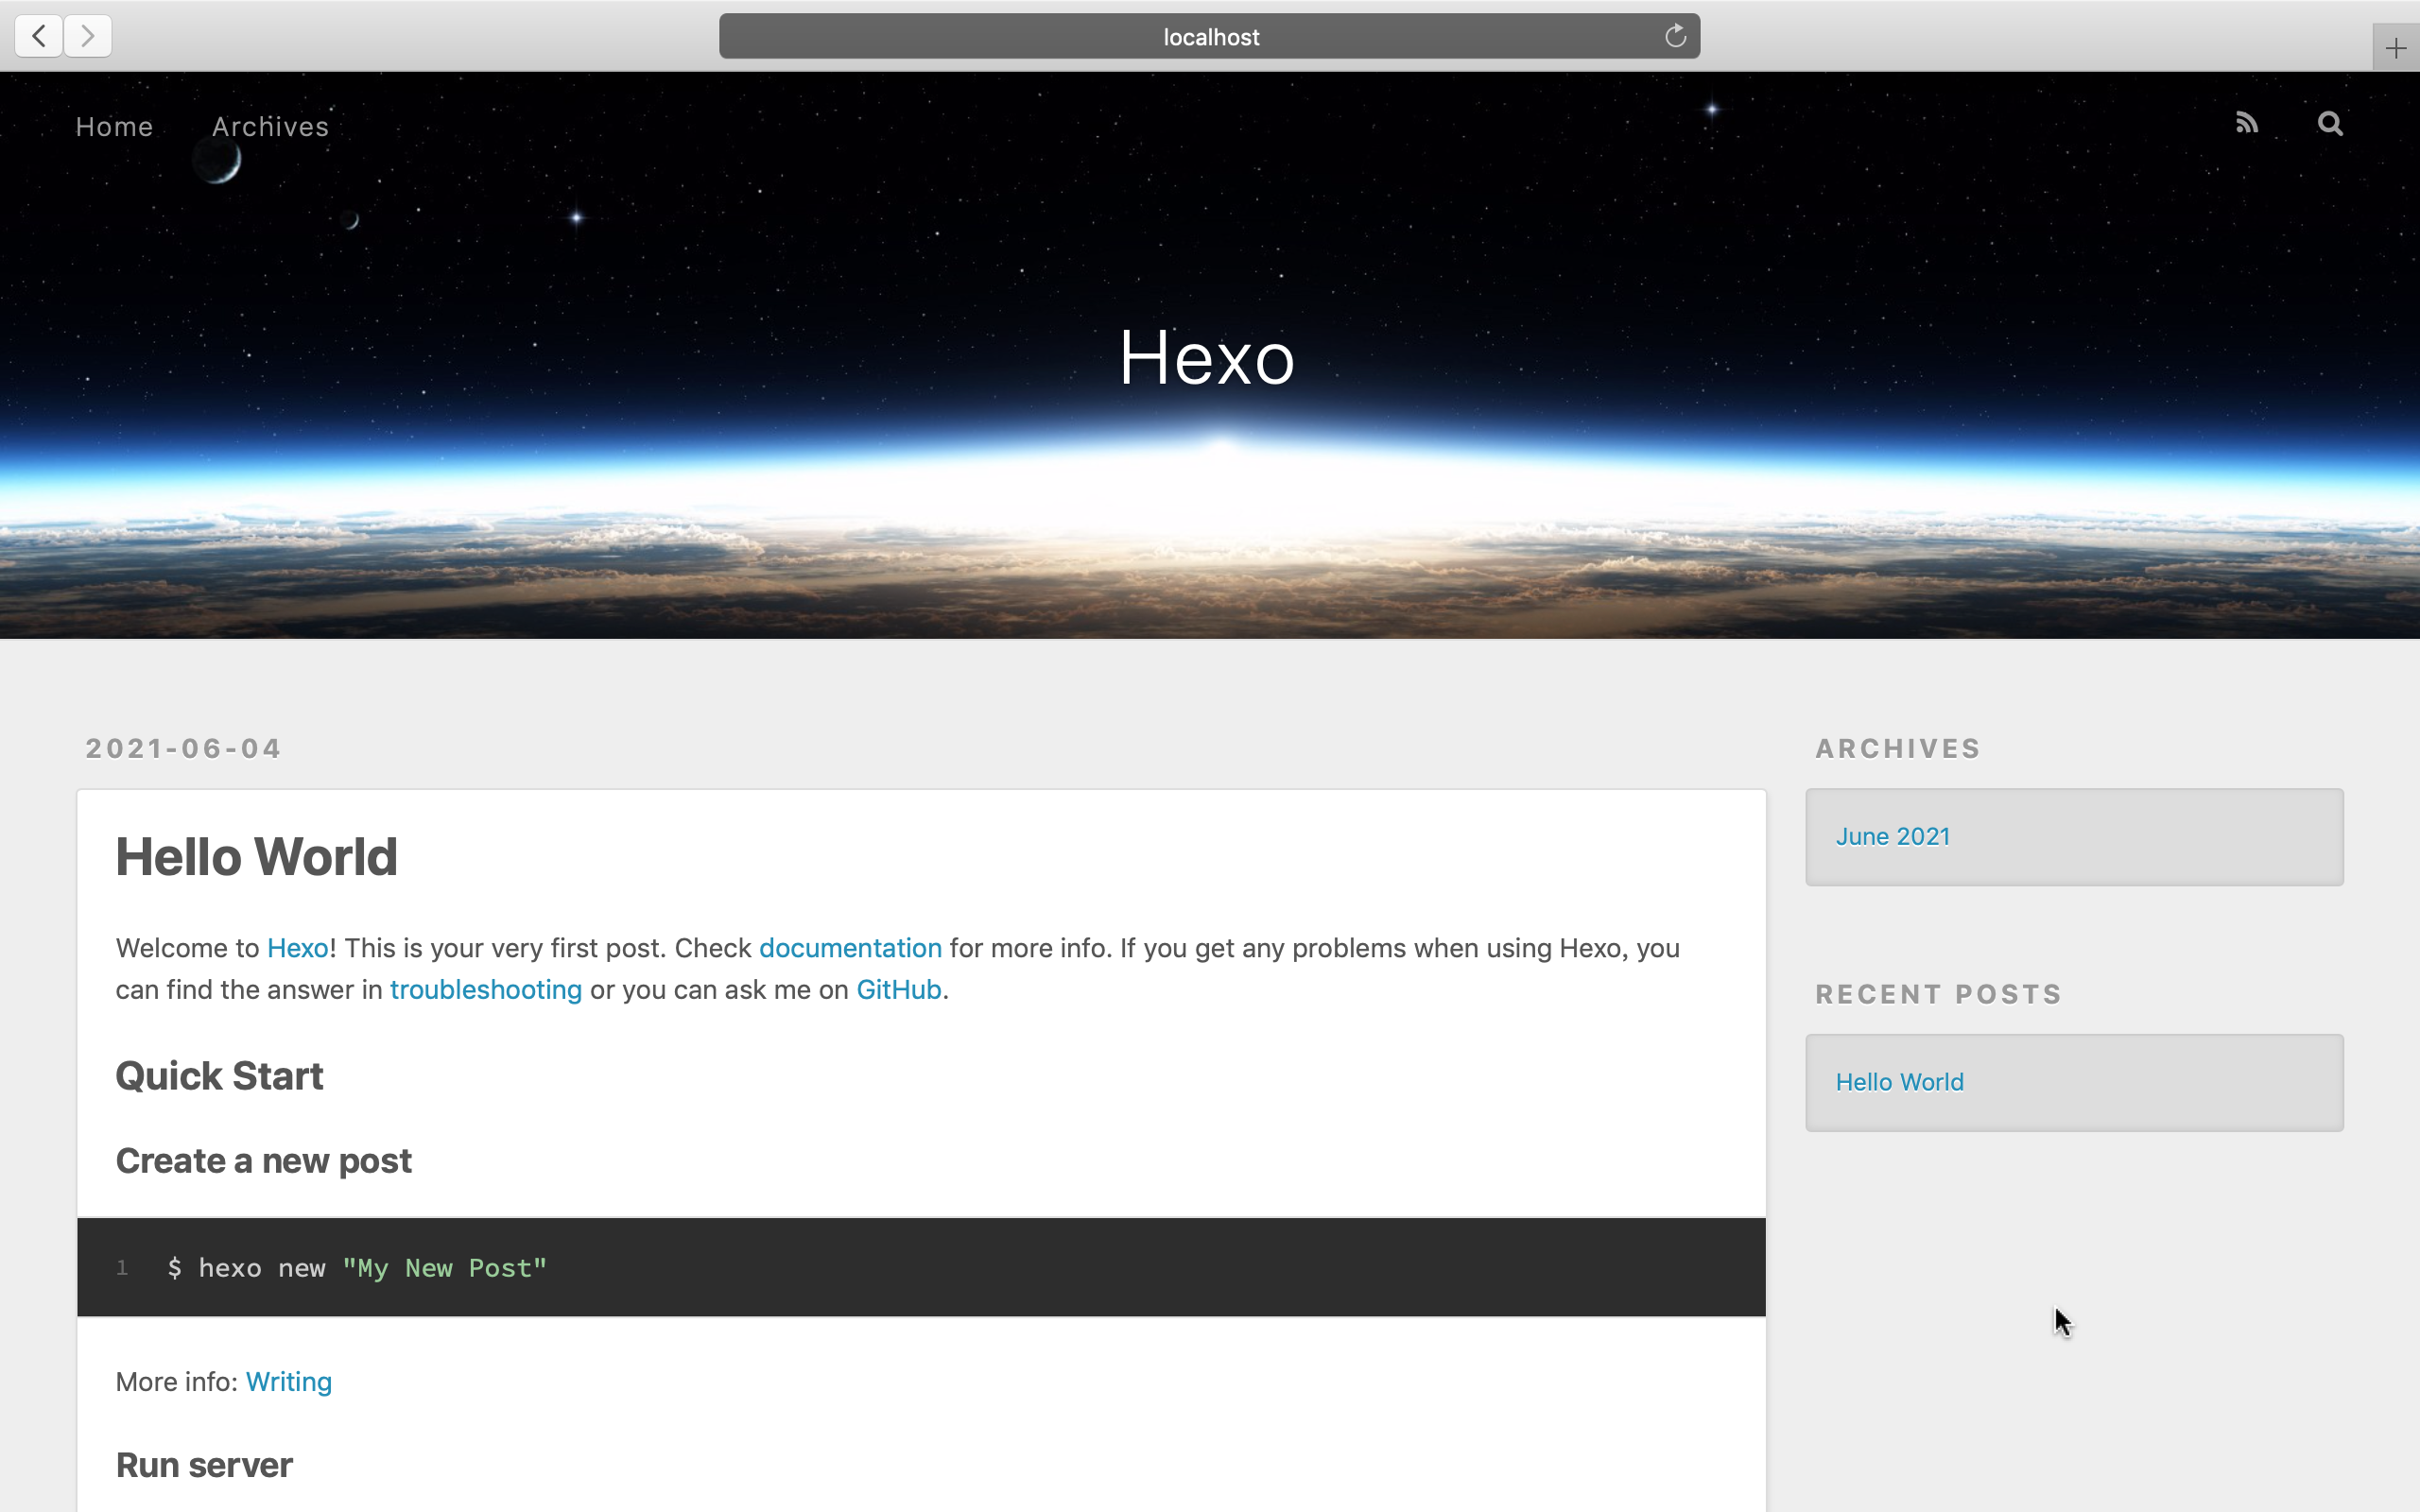 localhost
Home Archives
Hexo
2021-06-04
Hello World
Welcome to Hexo! This is your very first post. Check documentation for more info. If you get any problems when using Hexo, you
can find the answer in troubleshooting or you can ask me on GitHub.
Quick Start
Create a new post
1 $ hexo new "My New Post"
More info: Writing
Run server
ARCHIVES
June 2021
RECENT POSTS
Hello World